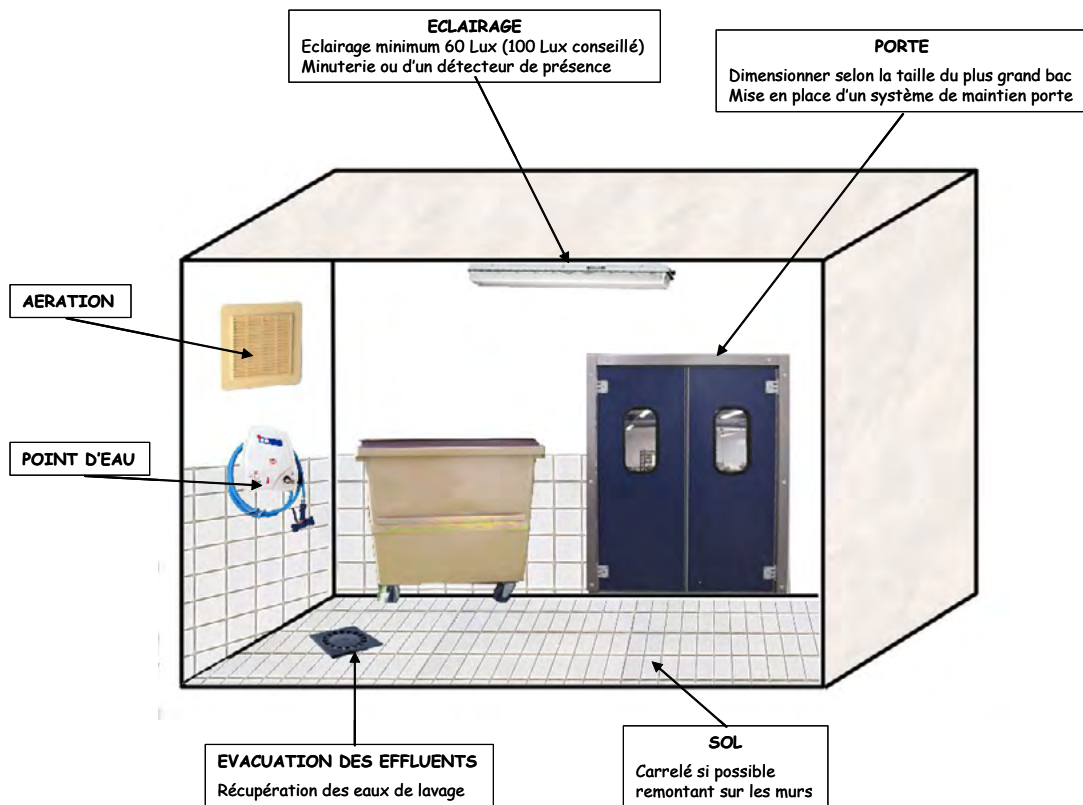 ECLAIRAGE
Eclairage minimum 60 Lux (100 Lux conseillé)
Minuterie ou d'un détecteur de présence
PORTE
Dimensionner selon la taille du plus grand bac
Mise en place d'un système de maintien porte
AERATION
POINT D'EAU
EVACUATION DES EFFLUENTS
Récupération des eaux de lavage
SOL
Carrelé si possible
remontant sur les murs